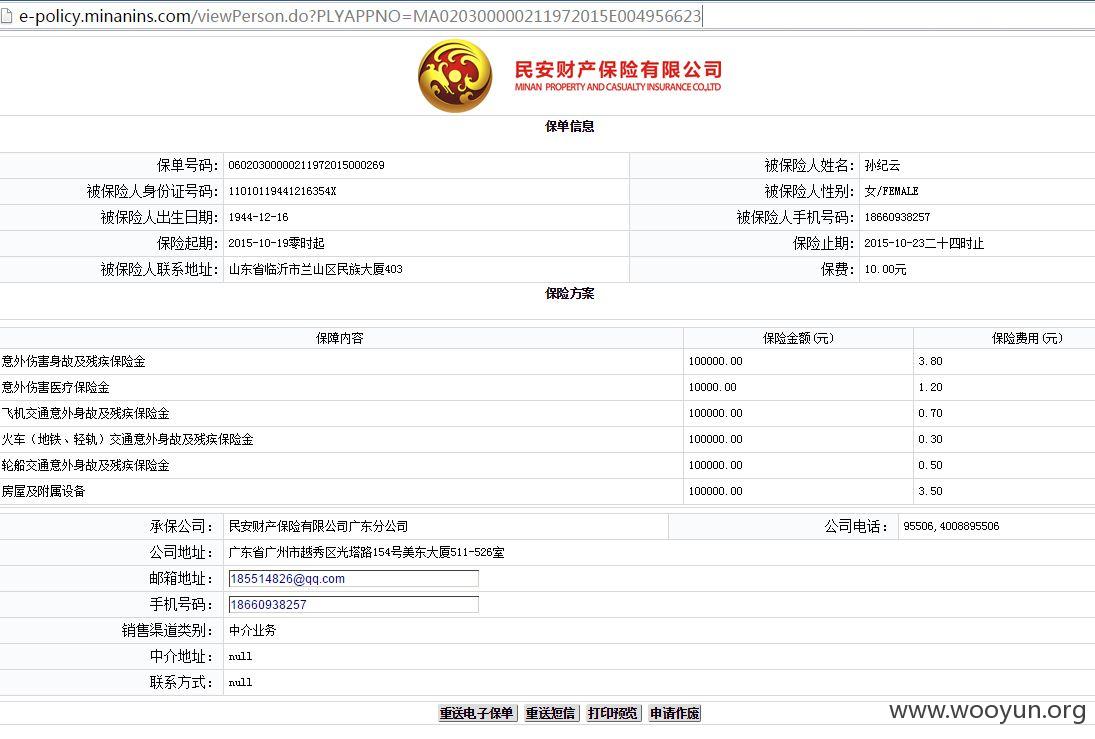 e-policy.minanins.com/viewPerson.do?PLYAPPNO=MA020300000211972015E004956623
民安财产保险有限公司
MINAN PROPERTY AND CASUALTY INSURANCE CO.,LTD
保单信息
保单号码: 06020300000211972015000269 被保险人姓名: 孙纪云
被保险人身份证号码: 11010119441216354X 被保险人性别: 女/FEMALE
被保险人出生日期: 1944-12-16 被保险人手机号码: 18660938257
保险起期: 2015-10-19零时起 保险止期: 2015-10-23二十四时止
被保险人联系地址: 山东省临沂市兰山区民族大厦403 保费: 10.00元
保险方案
保障内容 保险金额(元) 保险费用(元)
意外伤害身故及残疾保险金 100000.00 3.80
意外伤害医疗保险金 10000.00 1.20
飞机交通意外身故及残疾保险金 100000.00 0.70
火车（地铁、轻轨）交通意外身故及残疾保险金 100000.00 0.30
轮船交通意外身故及残疾保险金 100000.00 0.50
房屋及附属设备 100000.00 3.50
承保公司: 民安财产保险有限公司广东分公司 公司电话: 95506,4008895506
公司地址: 广东省广州市越秀区光塔路154号美东大厦511-526室
邮箱地址: 185514826@qq.com
手机号码: 18660938257
销售渠道类别: 中介业务
中介地址: null
联系方式: null
重送电子保单 重送短信 打印预览 申请作废
www.wooyun.org